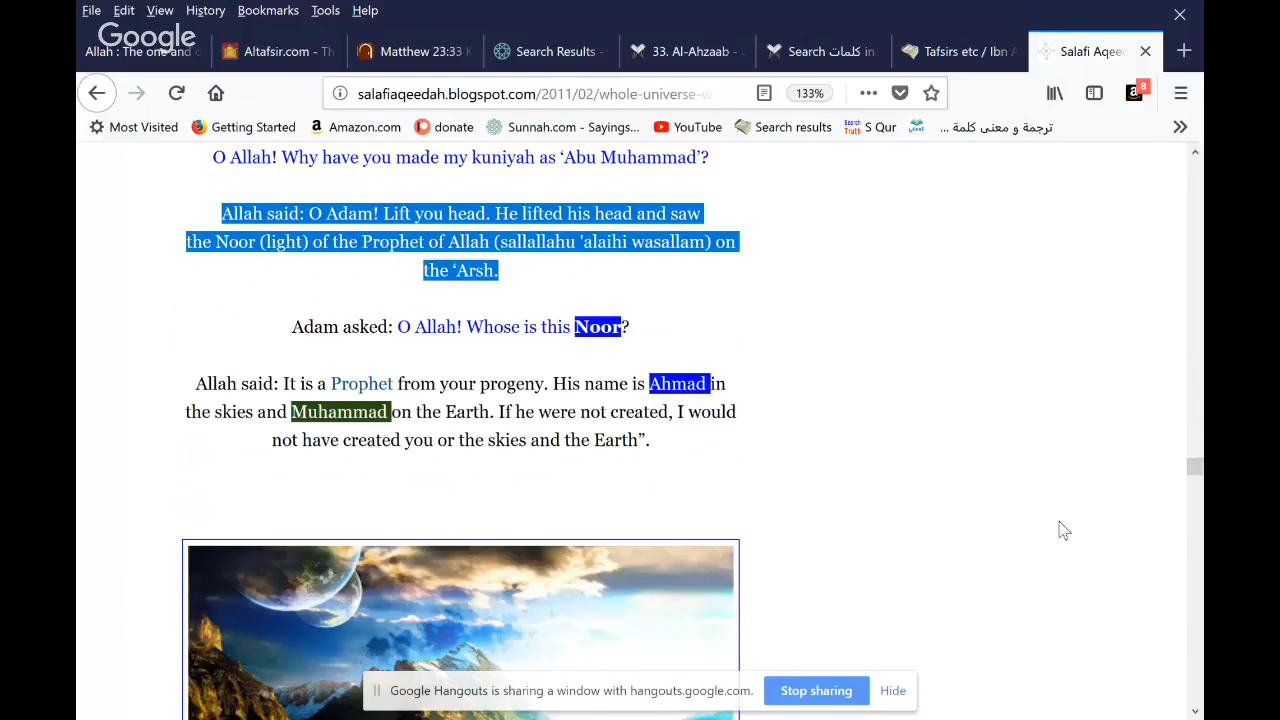 File Edit View History Bookmarks Tools Help
Google
Allah : The one and o
Altafsir.com - Th
Matthew 23:33 K
Search Results -
33. Al-Ahzaab -
Search كلمات in
Tafsirs etc / Ibn A
Salafi Aqeed
salafiaqeedah.blogspot.com/2011/02/whole-universe-w
133%
8
Most Visited Getting Started Amazon.com donate Sunnah.com - Sayings,... YouTube Search results Search Truth S Qur ترجمة و معنى كلمة ...
O Allah! Why have you made my kuniyah as ‘Abu Muhammad’?
Allah said: O Adam! Lift you head. He lifted his head and saw
the Noor (light) of the Prophet of Allah (sallallahu 'alaihi wasallam) on
the ‘Arsh.
Adam asked: O Allah! Whose is this Noor?
Allah said: It is a Prophet from your progeny. His name is Ahmad in
the skies and Muhammad on the Earth. If he were not created, I would
not have created you or the skies and the Earth”.
Google Hangouts is sharing a window with hangouts.google.com. Stop sharing Hide